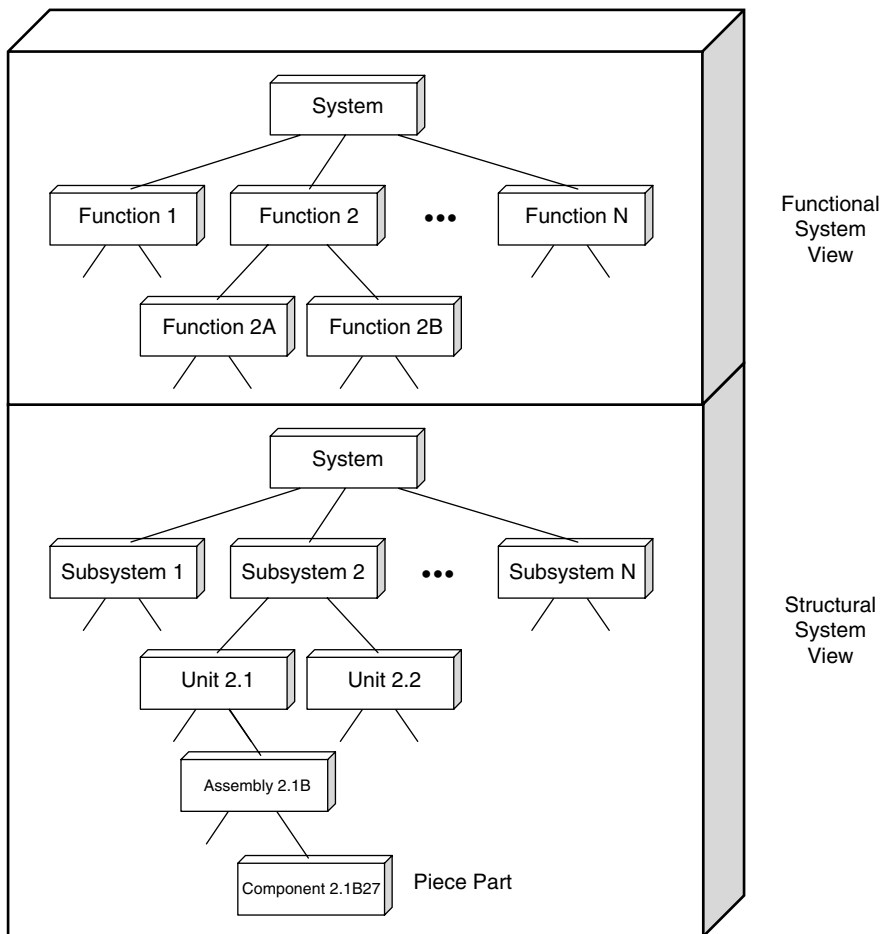 System
Function 1
Function 2
•••
Function N
Functional
System
View
Function 2A
Function 2B
System
Subsystem 1
Subsystem 2
•••
Subsystem N
Structural
System
View
Unit 2.1
Unit 2.2
Assembly 2.1B
Component 2.1B27
Piece Part